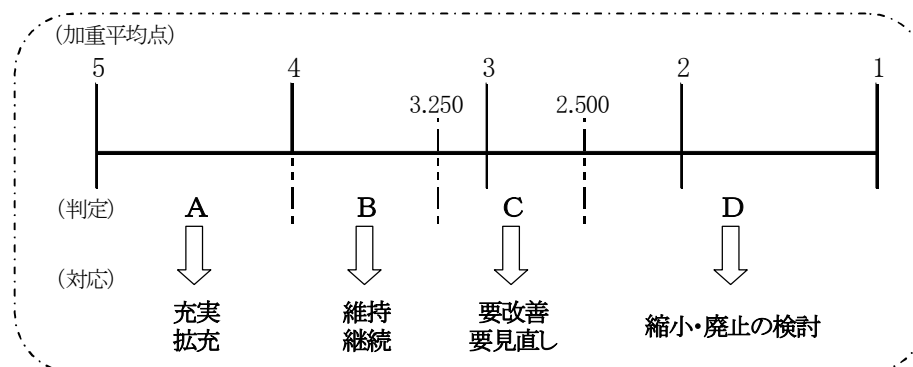 (加重平均点)
5 4 3 2 1
3.250 2.500
(判定) A B C D
(対応)
充実 維持 要改善 縮小・廃止の検討
拡充 継続 要見直し